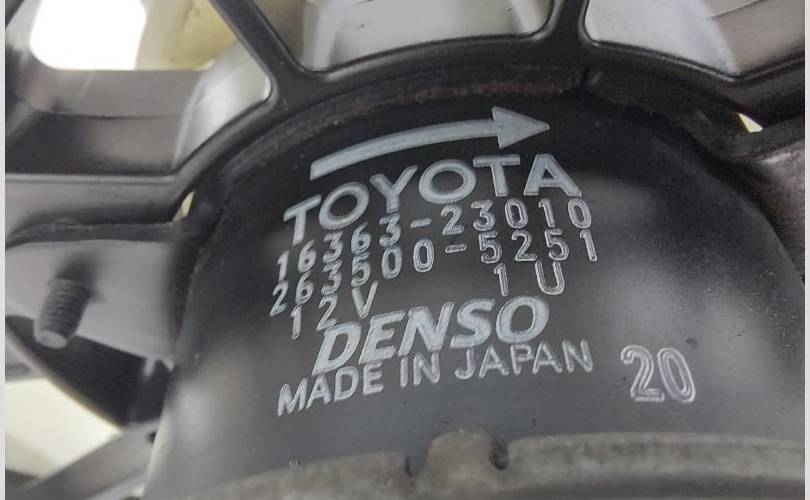 TOYOTA
16363-23010
263500-5251
12V 1U
DENSO
MADE IN JAPAN
20